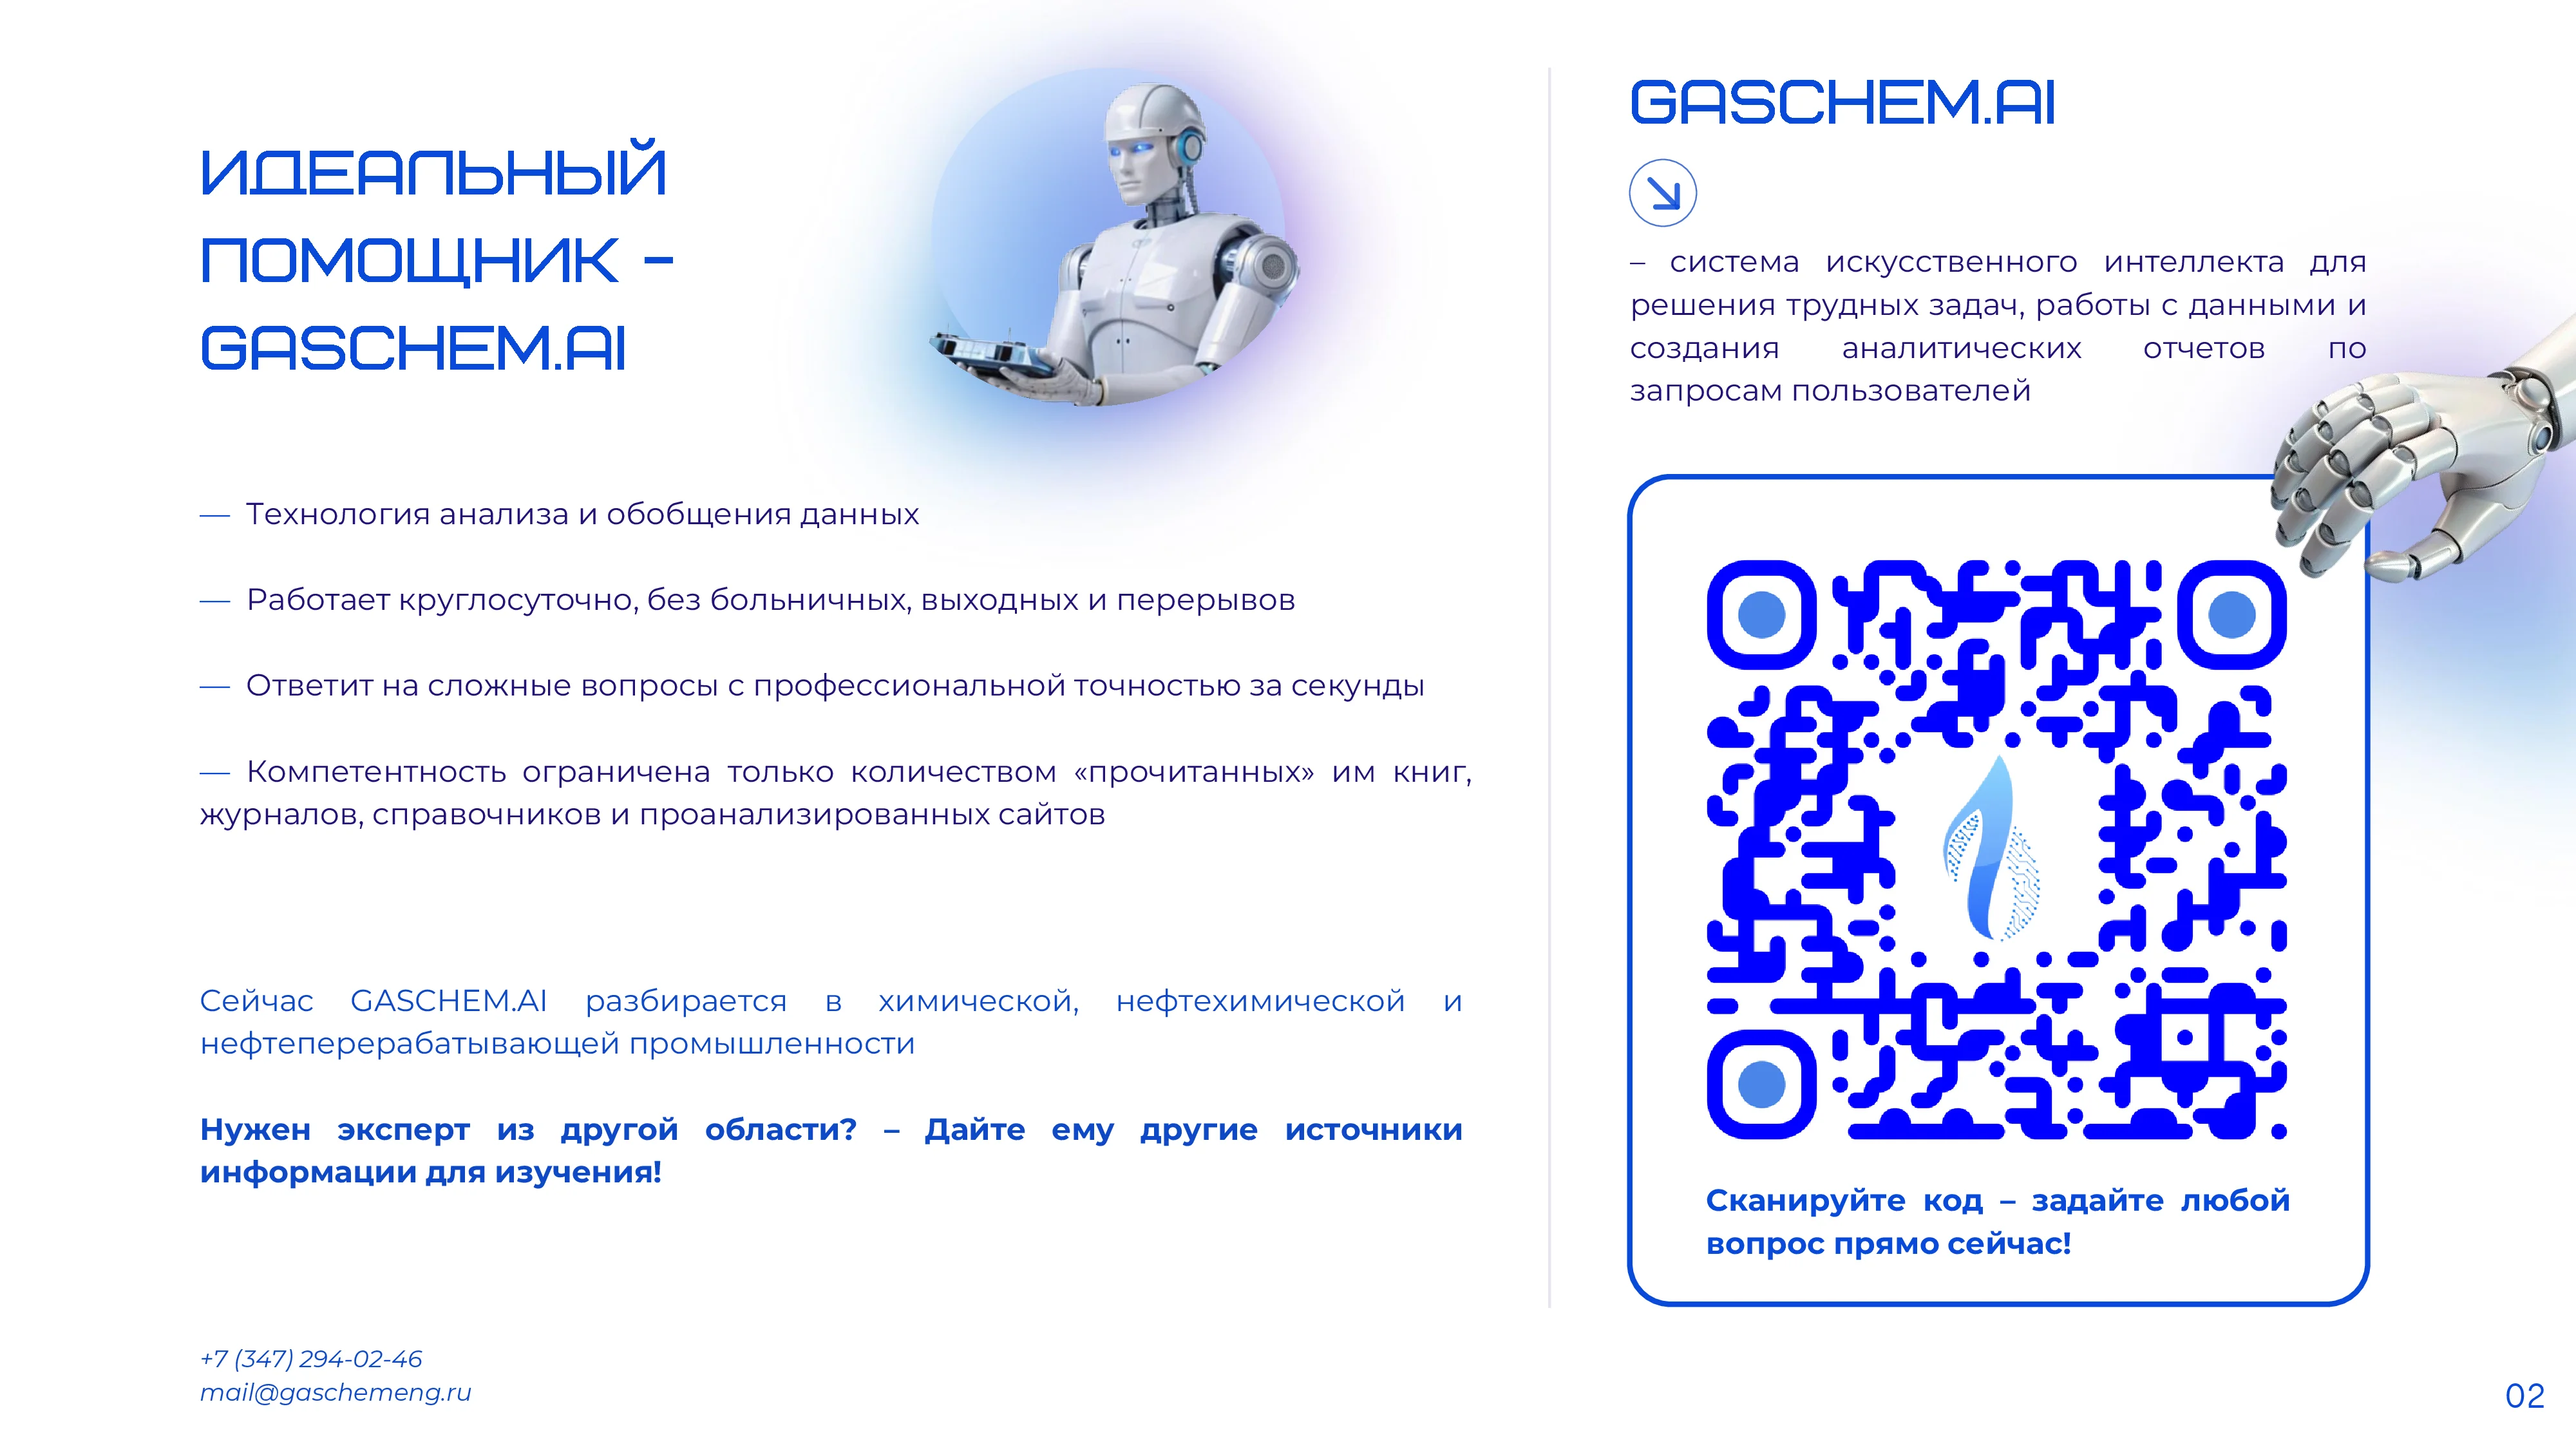 ИДЕАЛЬНЫЙ
ПОМОЩНИК -
GASCHEM.AI
— Технология анализа и обобщения данных
— Работает круглосуточно, без больничных, выходных и перерывов
— Ответит на сложные вопросы с профессиональной точностью за секунды
— Компетентность ограничена только количеством «прочитанных» им книг,
журналов, справочников и проанализированных сайтов
Сейчас GASCHEM.AI разбирается в химической, нефтехимической и
нефтеперерабатывающей промышленности
Нужен эксперт из другой области? – Дайте ему другие источники
информации для изучения!
+7 (347) 294-02-46
mail@gaschemeng.ru
GASCHEM.AI
– система искусственного интеллекта для
решения трудных задач, работы с данными и
создания аналитических отчетов по
запросам пользователей
Сканируйте код – задайте любой
вопрос прямо сейчас!
02